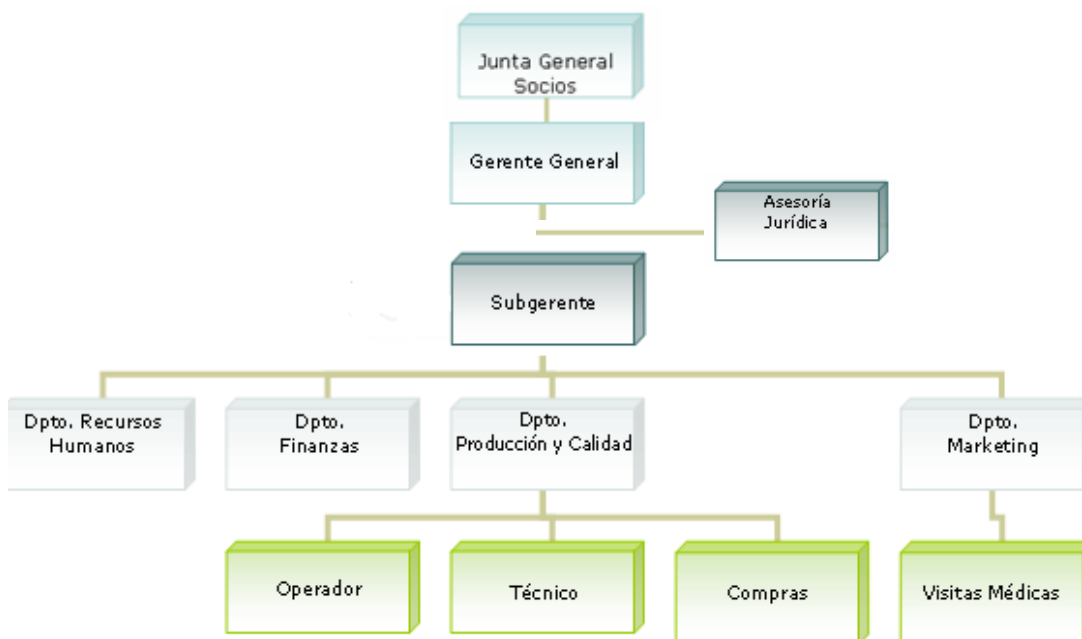 Junta General
Socios
Gerente General
Asesoría
Jurídica
Subgerente
Dpto. Recursos
Humanos
Dpto.
Finanzas
Dpto.
Producción y Calidad
Dpto.
Marketing
Operador
Técnico
Compras
Visitas Médicas